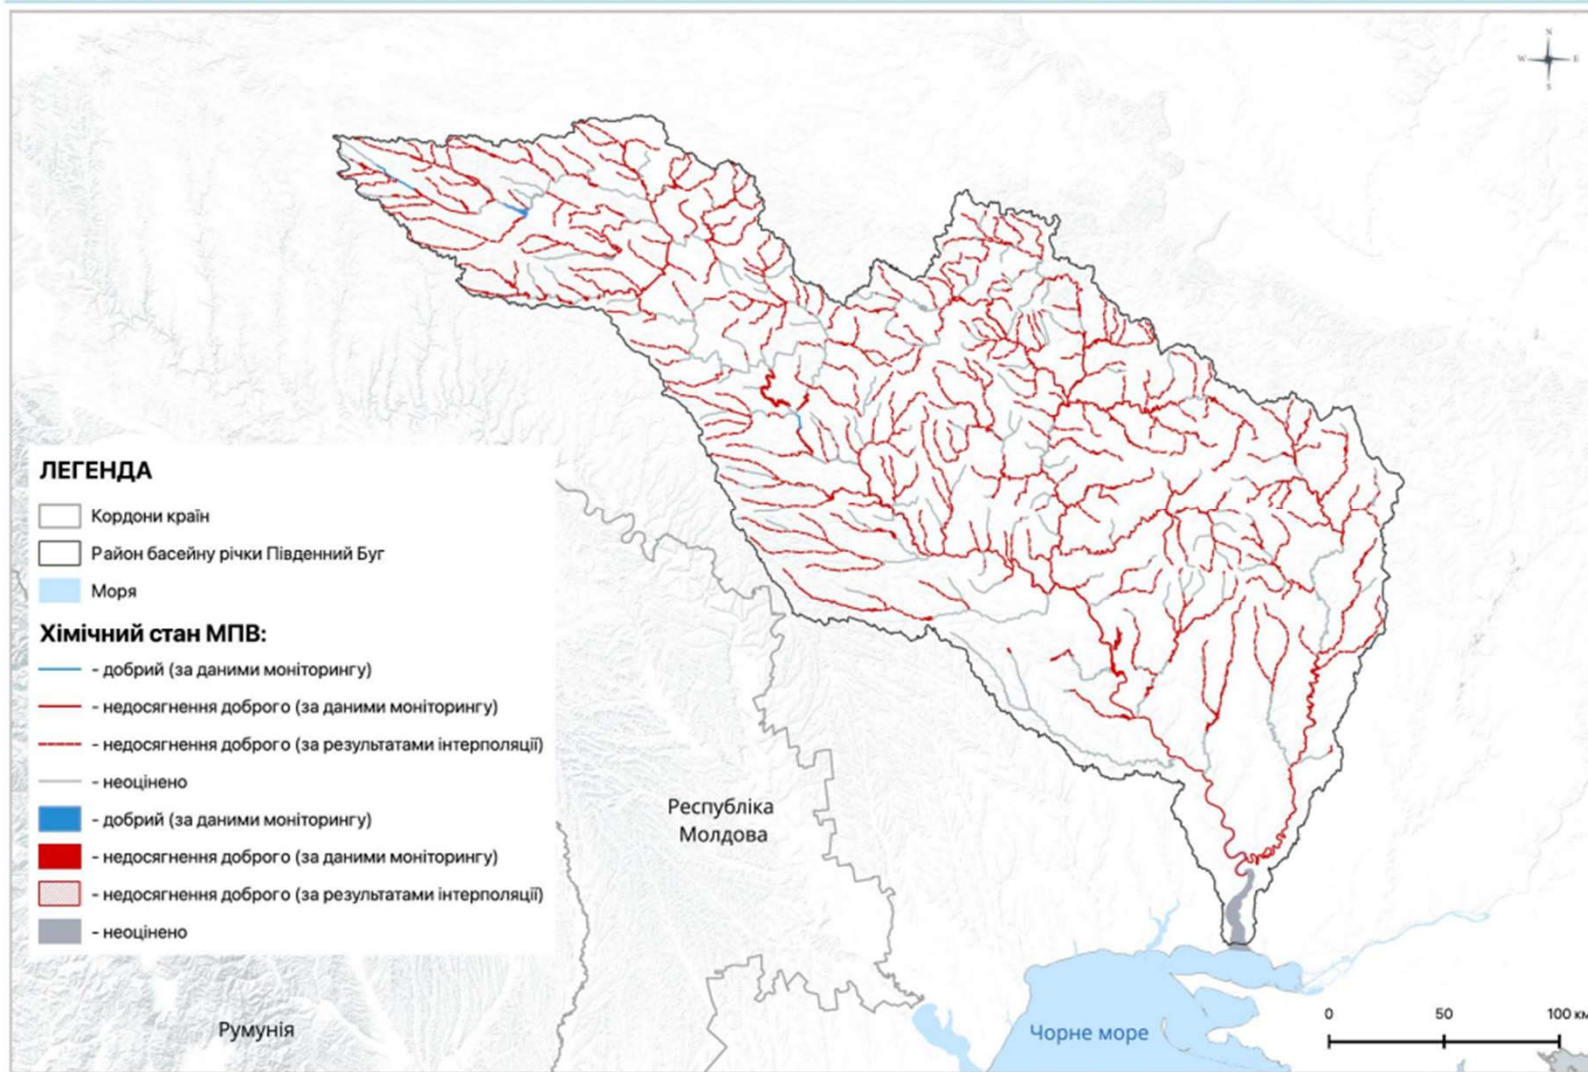 N
W E
S
ЛЕГЕНДА
Кордони країн
Район басейну річки Південний Буг
Моря
Хімічний стан МПВ:
- добрий (за даними моніторингу)
- недосягнення доброго (за даними моніторингу)
- недосягнення доброго (за результатами інтерполяції)
- неоцінено
- добрий (за даними моніторингу)
- недосягнення доброго (за даними моніторингу)
- недосягнення доброго (за результатами інтерполяції)
- неоцінено
Республіка
Молдова
Румунія
Чорне море
0 50 100 км